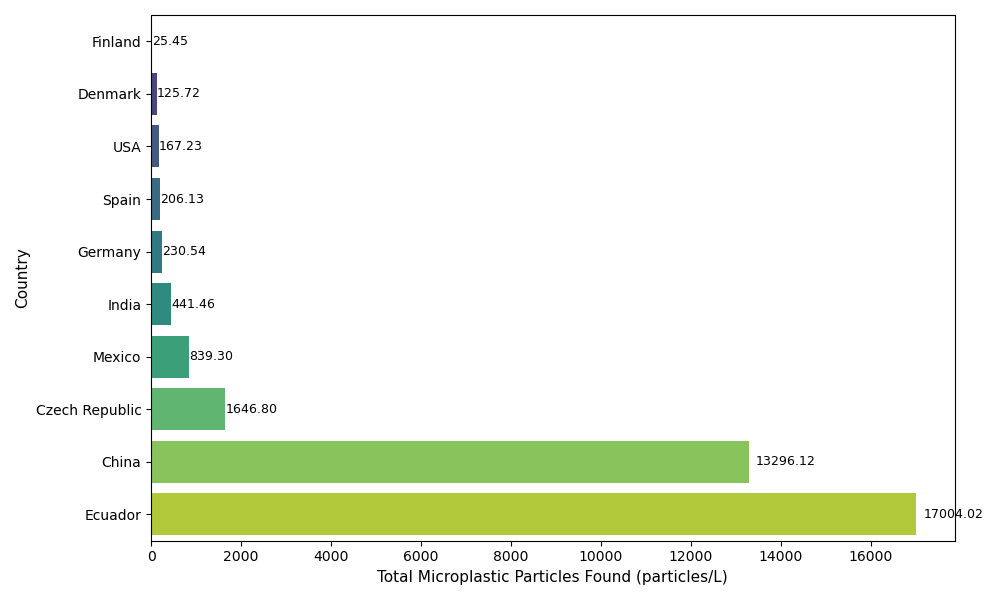 Finland 25.45
Denmark 125.72
USA 167.23
Spain 206.13
Germany 230.54
India 441.46
Mexico 839.30
Czech Republic 1646.80
China 13296.12
Ecuador 17004.02
0 2000 4000 6000 8000 10000 12000 14000 16000
Total Microplastic Particles Found (particles/L)
Country